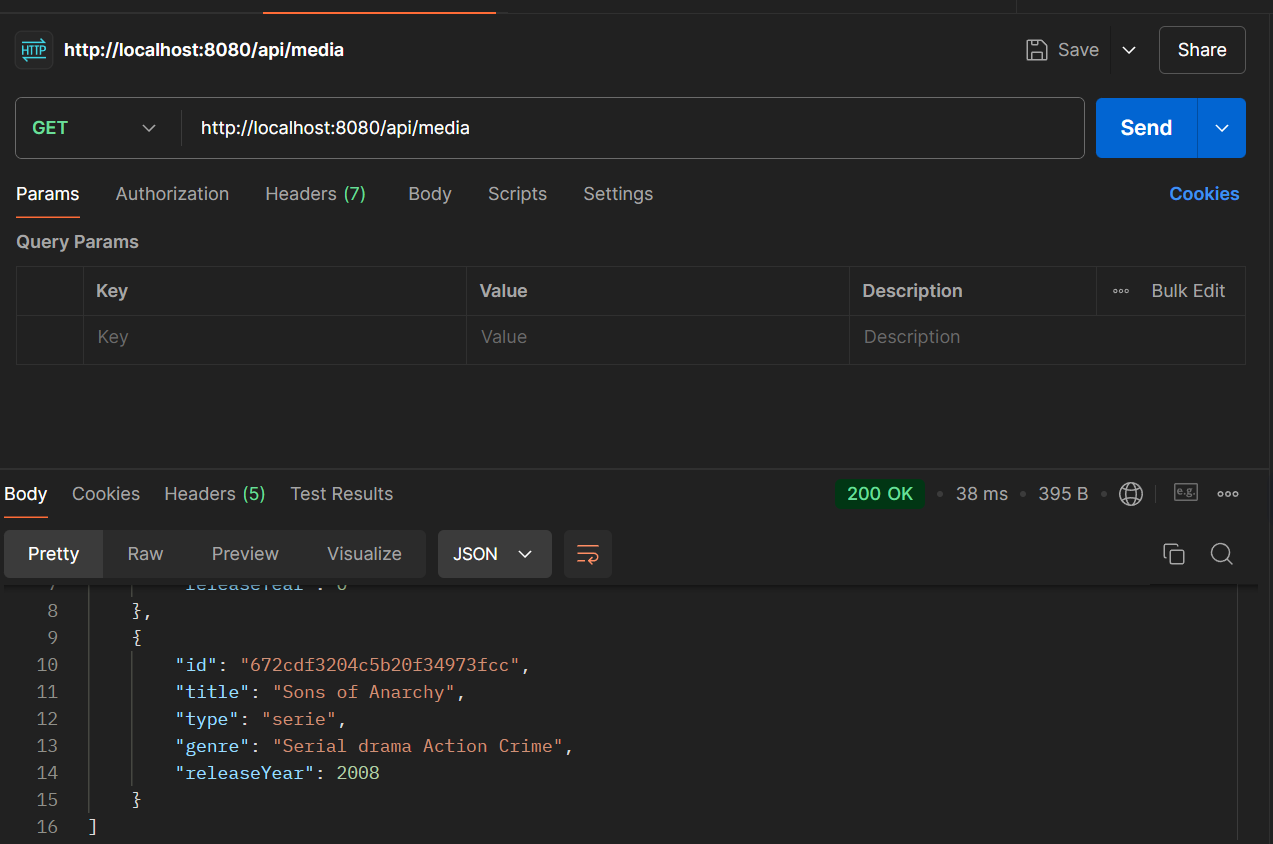 HTTP http://localhost:8080/api/media Save Share
GET http://localhost:8080/api/media Send
Params Authorization Headers (7) Body Scripts Settings Cookies
Query Params
Key Value Description Bulk Edit
Key Value Description
Body Cookies Headers (5) Test Results 200 OK • 38 ms • 395 B • e.g.
Pretty Raw Preview Visualize JSON
8 },
9 {
10 "id": "672cdf3204c5b20f34973fcc",
11 "title": "Sons of Anarchy",
12 "type": "serie",
13 "genre": "Serial drama Action Crime",
14 "releaseYear": 2008
15 }
16 ]